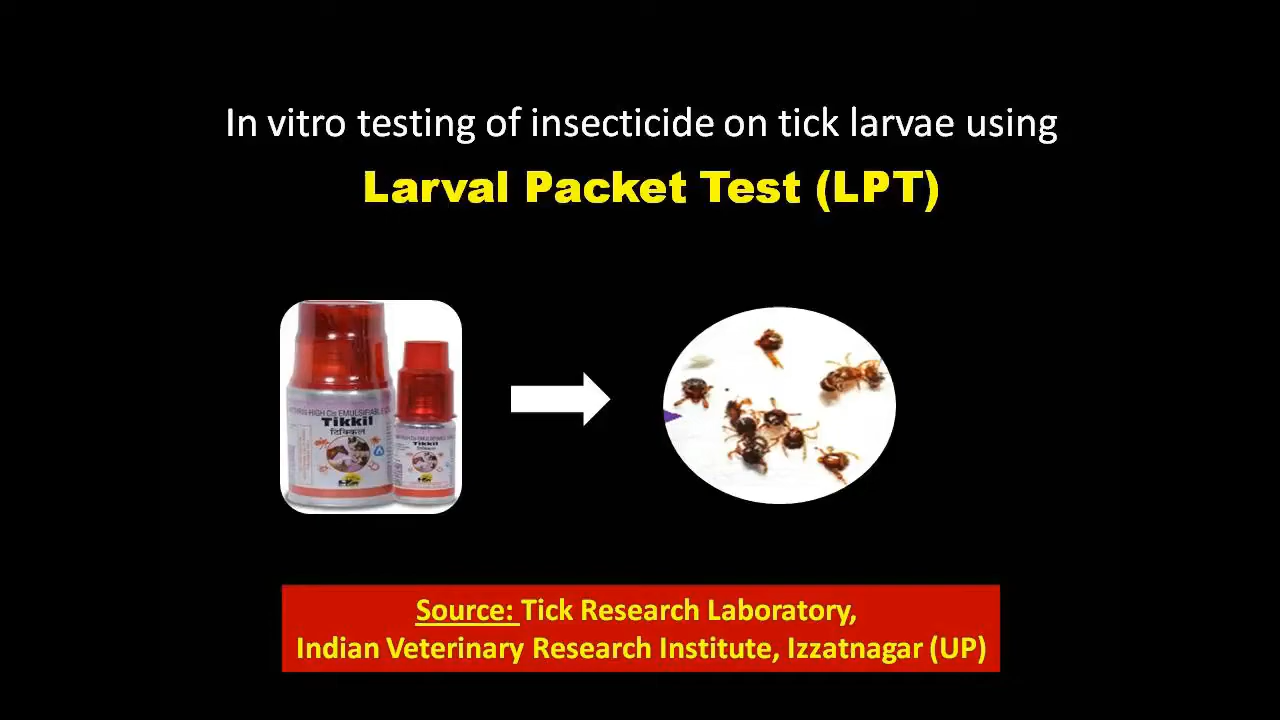 In vitro testing of insecticide on tick larvae using
Larval Packet Test (LPT)
Tikkil
टिक्किल
Tikkil
Source: Tick Research Laboratory,
Indian Veterinary Research Institute, Izzatnagar (UP)